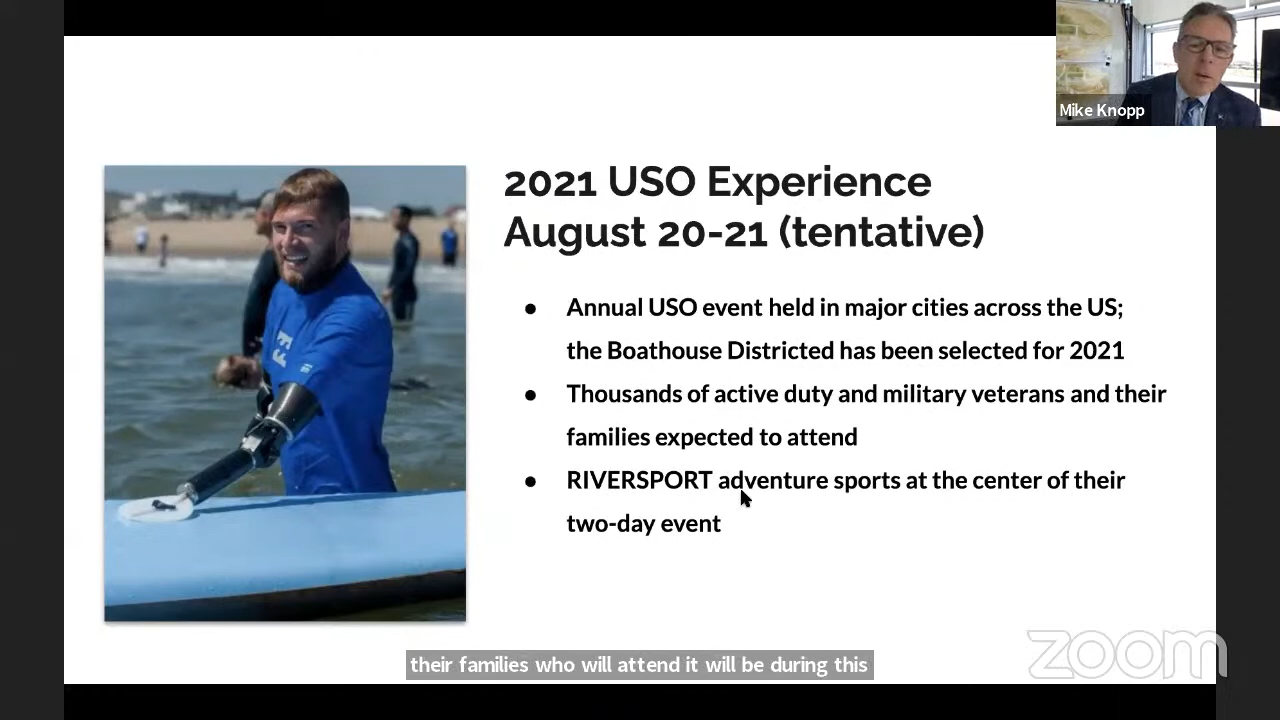 Mike Knopp
2021 USO Experience
August 20-21 (tentative)
● Annual USO event held in major cities across the US;
the Boathouse Districted has been selected for 2021
● Thousands of active duty and military veterans and their
families expected to attend
● RIVERSPORT adventure sports at the center of their
two-day event
zoom
their families who will attend it will be during this